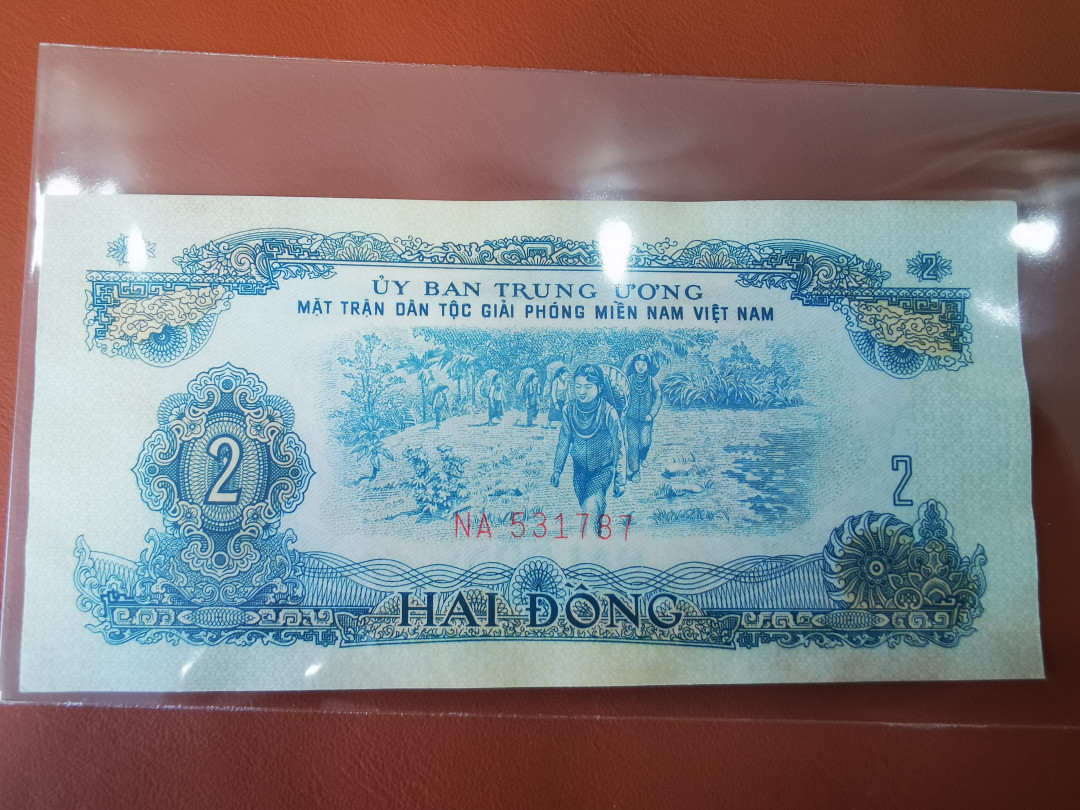 2
2
ỦY BAN TRUNG ƯƠNG
MẶT TRẬN DÂN TỘC GIẢI PHÓNG MIỀN NAM VIỆT NAM
2
2
NA 531787
HAI ĐỒNG